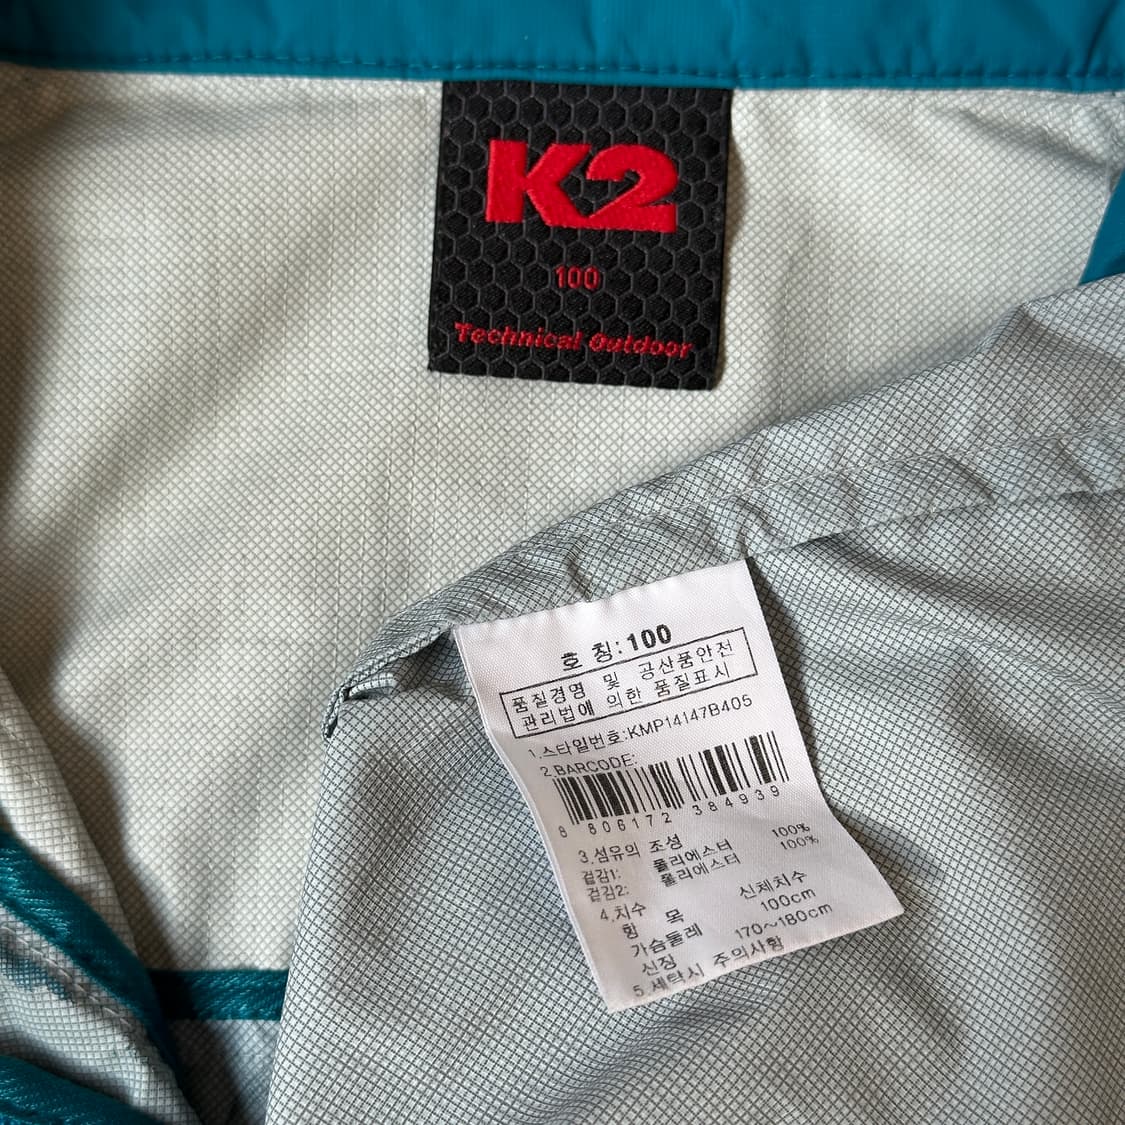 K2
100
Technical Outdoor
호 칭:100
품질경영 및 공산품안전
관리법에 의한 품질표시
1.스타일번호:KMP14147B405
2.BARCODE:
8 806172 384939
3.섬유의 조성
겉감1: 폴리에스터 100%
겉감2: 폴리에스터 100%
4.치수
항 목 신체치수
가슴둘레 100cm
신장 170~180cm
5.세탁시 주의사항